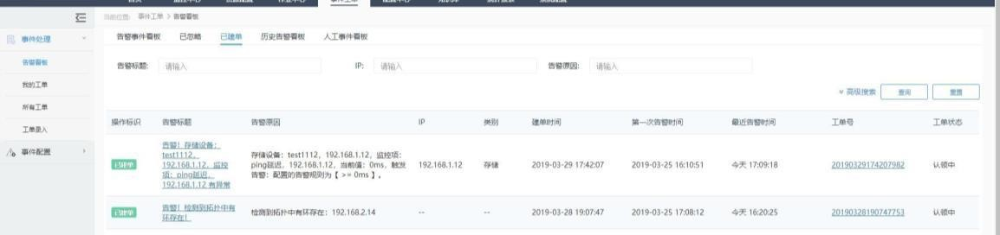 事件工单
当前位置: 事件工单 > 告警看板
事件处理
告警看板
我的工单
所有工单
工单录入
事件配置
告警事件看板 已忽略 已建单 历史告警看板 人工事件看板
告警标题: 请输入 IP: 请输入 告警原因: 请输入
高级搜索 查询 重置
操作标识 告警标题 告警原因 IP 类别 建单时间 第一次告警时间 最近告警时间 工单号 工单状态
已建单
告警! 存储设备:
test1112,
192.168.1.12, 监控
项: ping延迟,
192.168.1.12 有异常
存储设备: test1112, 192.168.1.12, 监控项:
ping延迟, 192.168.1.12, 当前值: 0ms, 触发
告警: 配置的告警规则为【 >= 0ms 】。
192.168.1.12 存储 2019-03-29 17:42:07 2019-03-25 16:10:51 今天 17:09:18 20190329174207982 认领中
已建单
告警! 检测到拓扑中有
环存在!
检测到拓扑中有环存在: 192.168.2.14 -- -- 2019-03-28 19:07:47 2019-03-25 17:08:12 今天 16:20:25 20190328190747753 认领中